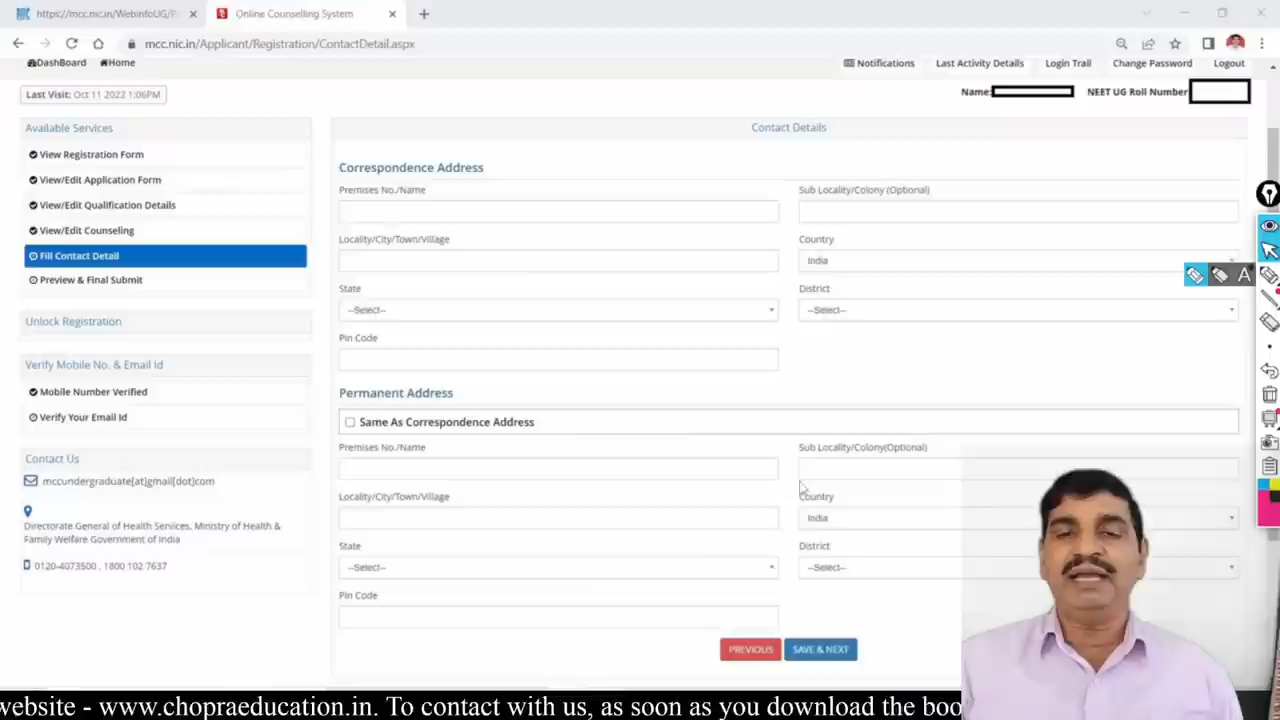 https://mcc.nic.in/WebinfoUG/P
Online Counselling System
mcc.nic.in/Applicant/Registration/ContactDetail.aspx
DashBoard Home Notifications Last Activity Details Login Trail Change Password Logout
Last Visit: Oct 11 2022 1:06PM Name: NEET UG Roll Number
Available Services
View Registration Form
View/Edit Application Form
View/Edit Qualification Details
View/Edit Counseling
Fill Contact Detail
Preview & Final Submit
Unlock Registration
Verify Mobile No. & Email Id
Mobile Number Verified
Verify Your Email Id
Contact Us
mccundergraduate[at]gmail[dot]com
Directorate General of Health Services, Ministry of Health &
Family Welfare Government of India
0120-4073500 , 1800 102 7637
Contact Details
Correspondence Address
Premises No./Name Sub Locality/Colony (Optional)
Locality/City/Town/Village Country
India
State District
--Select-- --Select--
Pin Code
Permanent Address
Same As Correspondence Address
Premises No./Name Sub Locality/Colony(Optional)
Locality/City/Town/Village Country
India
State District
--Select-- --Select--
Pin Code
PREVIOUS SAVE & NEXT
A
website - www.chopraeducation.in. To contact with us, as soon as you download the boo